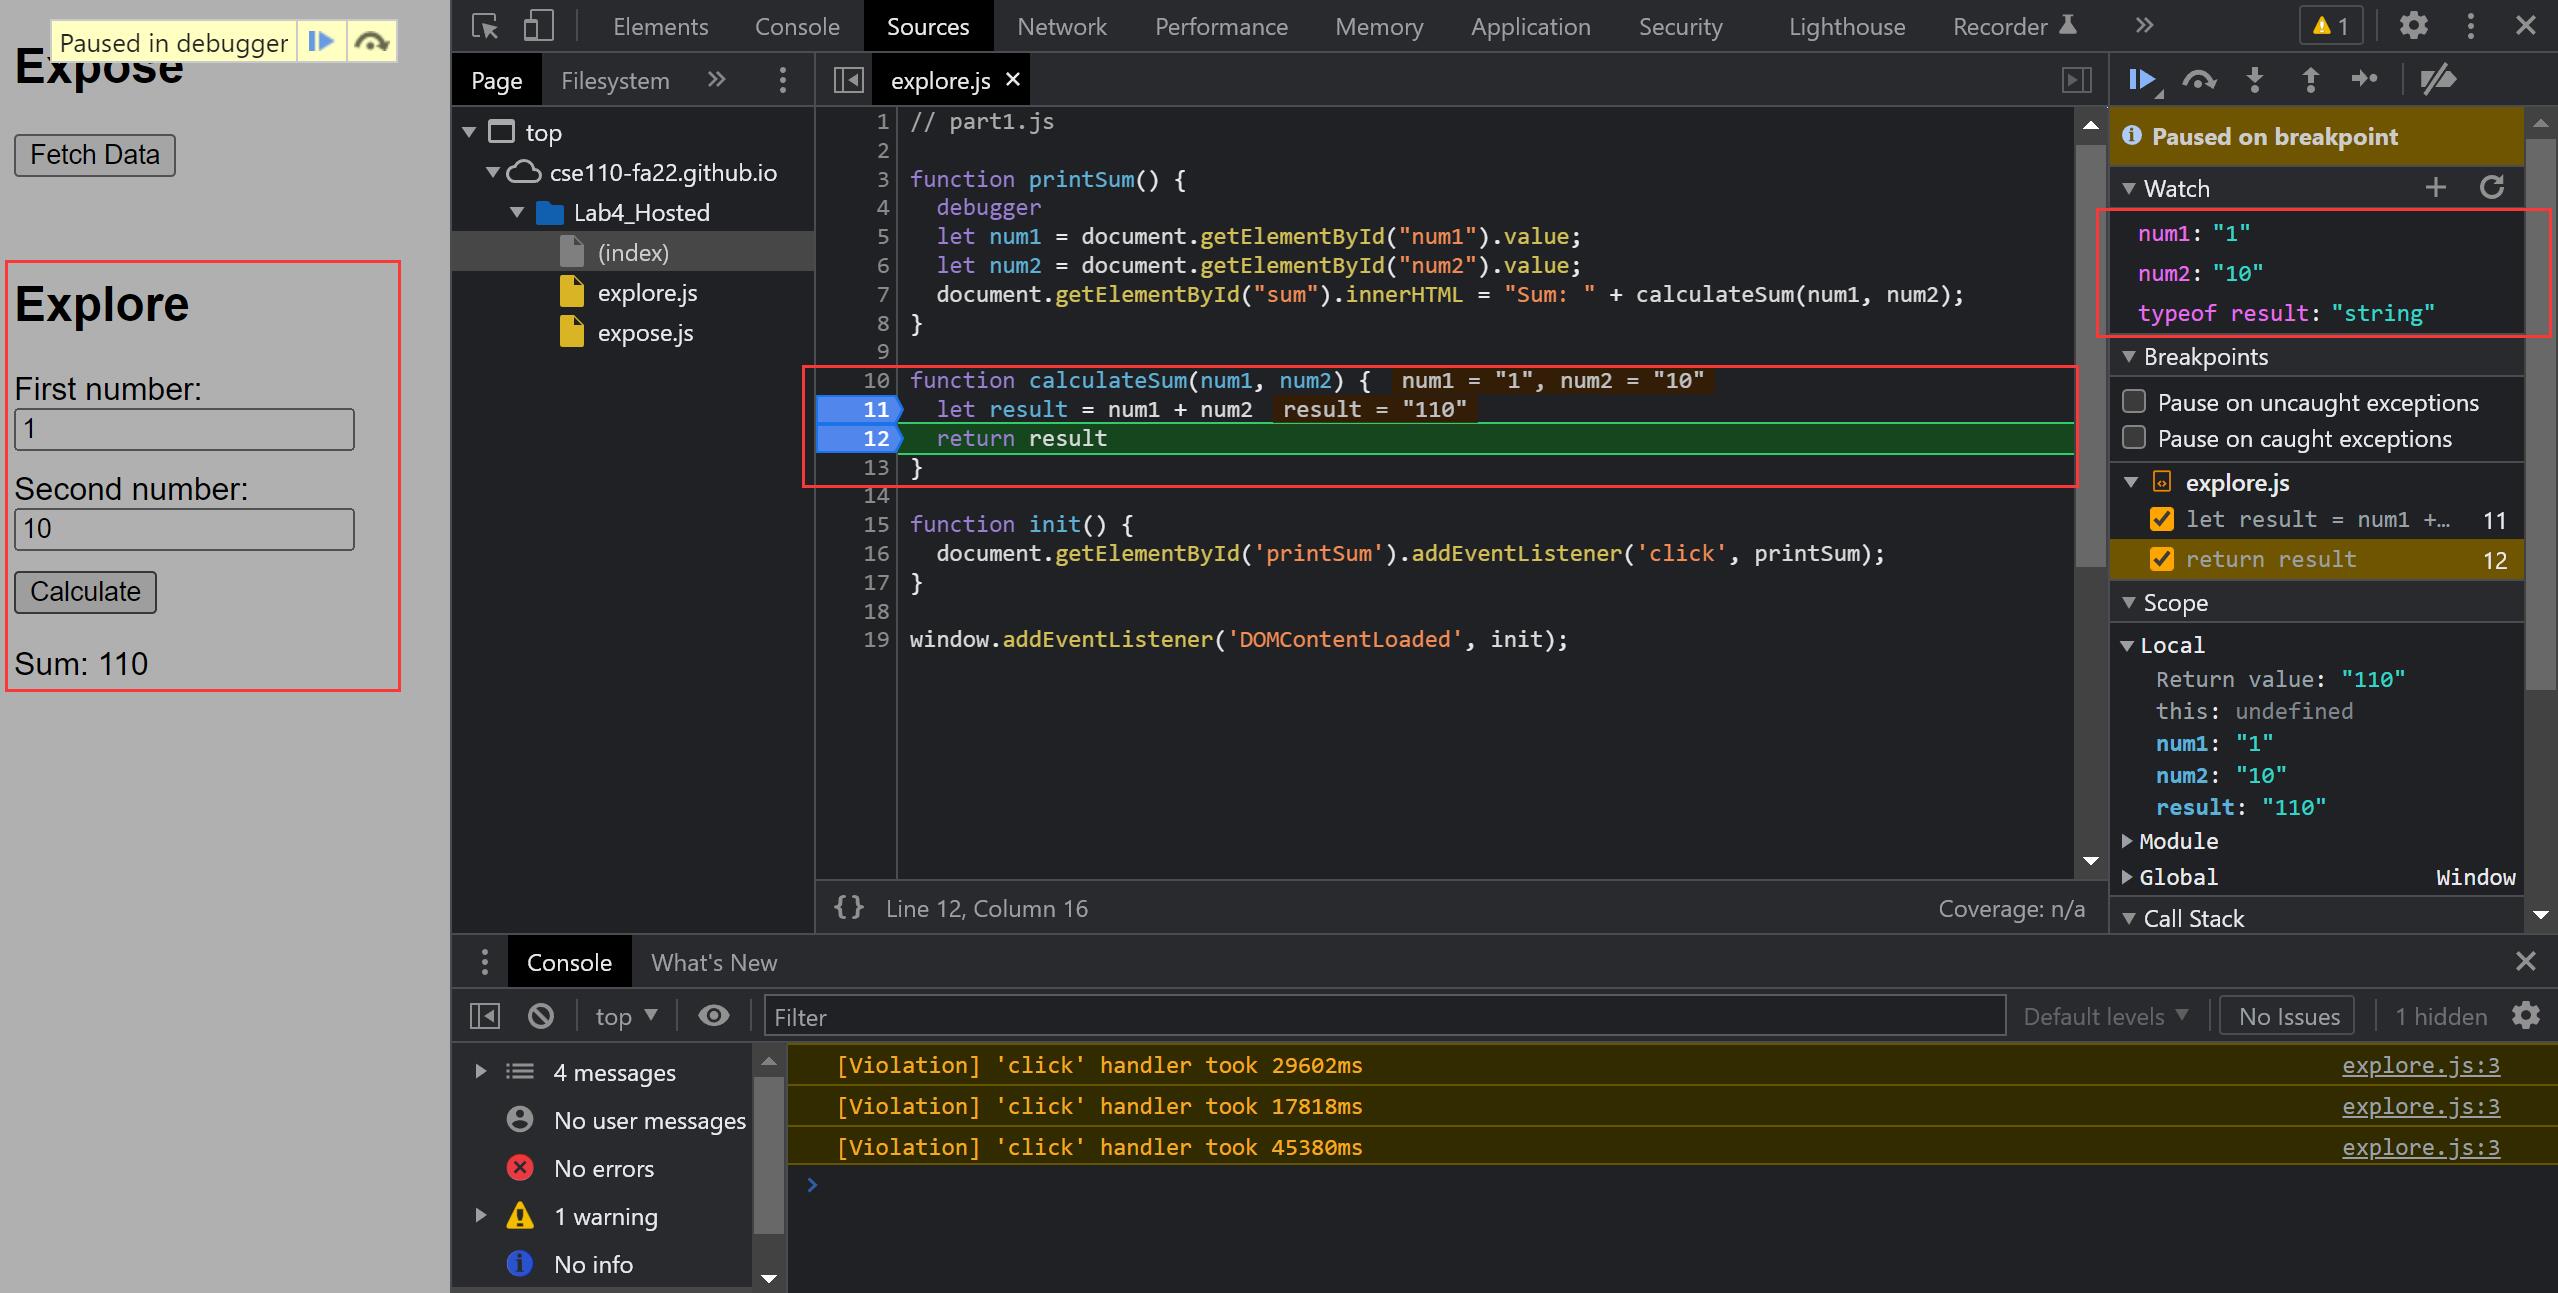 Paused in debugger
Expose
Fetch Data
Explore
First number:
1
Second number:
10
Calculate
Sum: 110
Elements Console Sources Network Performance Memory Application Security Lighthouse Recorder 1
Page Filesystem
top
cse110-fa22.github.io
Lab4_Hosted
(index)
explore.js
expose.js
explore.js
1 // part1.js
2
3 function printSum() {
4 debugger
5 let num1 = document.getElementById("num1").value;
6 let num2 = document.getElementById("num2").value;
7 document.getElementById("sum").innerHTML = "Sum: " + calculateSum(num1, num2);
8 }
9
10 function calculateSum(num1, num2) { num1 = "1", num2 = "10"
11 let result = num1 + num2 result = "110"
12 return result
13 }
14
15 function init() {
16 document.getElementById('printSum').addEventListener('click', printSum);
17 }
18
19 window.addEventListener('DOMContentLoaded', init);
{} Line 12, Column 16 Coverage: n/a
Paused on breakpoint
Watch
num1: "1"
num2: "10"
typeof result: "string"
Breakpoints
Pause on uncaught exceptions
Pause on caught exceptions
explore.js
let result = num1 +… 11
return result 12
Scope
Local
Return value: "110"
this: undefined
num1: "1"
num2: "10"
result: "110"
Module
Global Window
Call Stack
Console What's New
top Filter Default levels No Issues 1 hidden
4 messages
No user messages
No errors
1 warning
No info
[Violation] 'click' handler took 29602ms explore.js:3
[Violation] 'click' handler took 17818ms explore.js:3
[Violation] 'click' handler took 45380ms explore.js:3